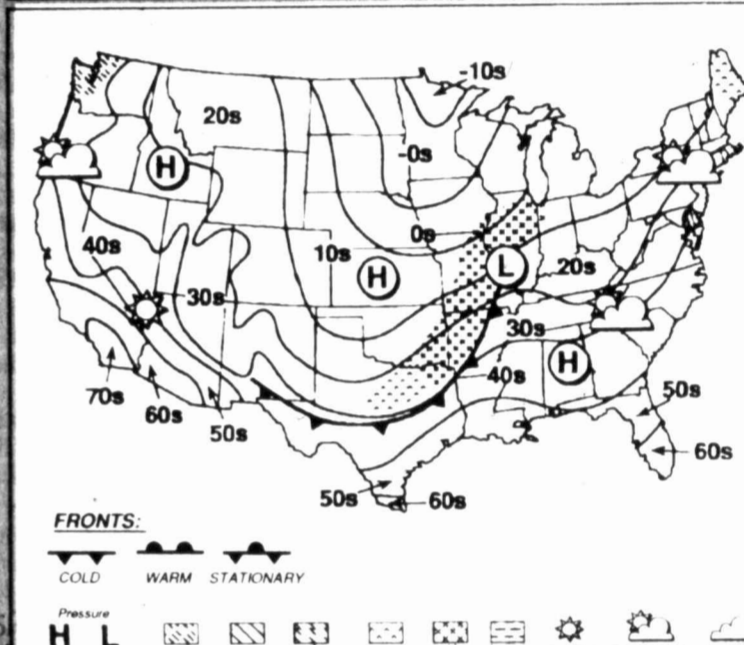 -10s
20s
-0s
H
0s
40s
10s
H
L
20s
30s
30s
H
40s
70s
60s
50s
50s
60s
50s
60s
FRONTS:
COLD WARM STATIONARY
Pressure
H L